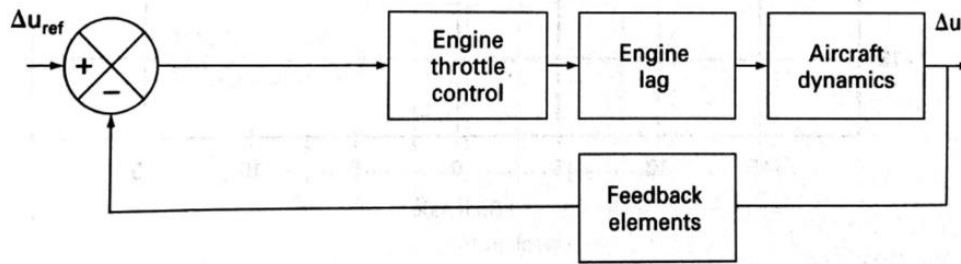 Δu_ref
+
−
Engine
throttle
control
Engine
lag
Aircraft
dynamics
Δu
Feedback
elements